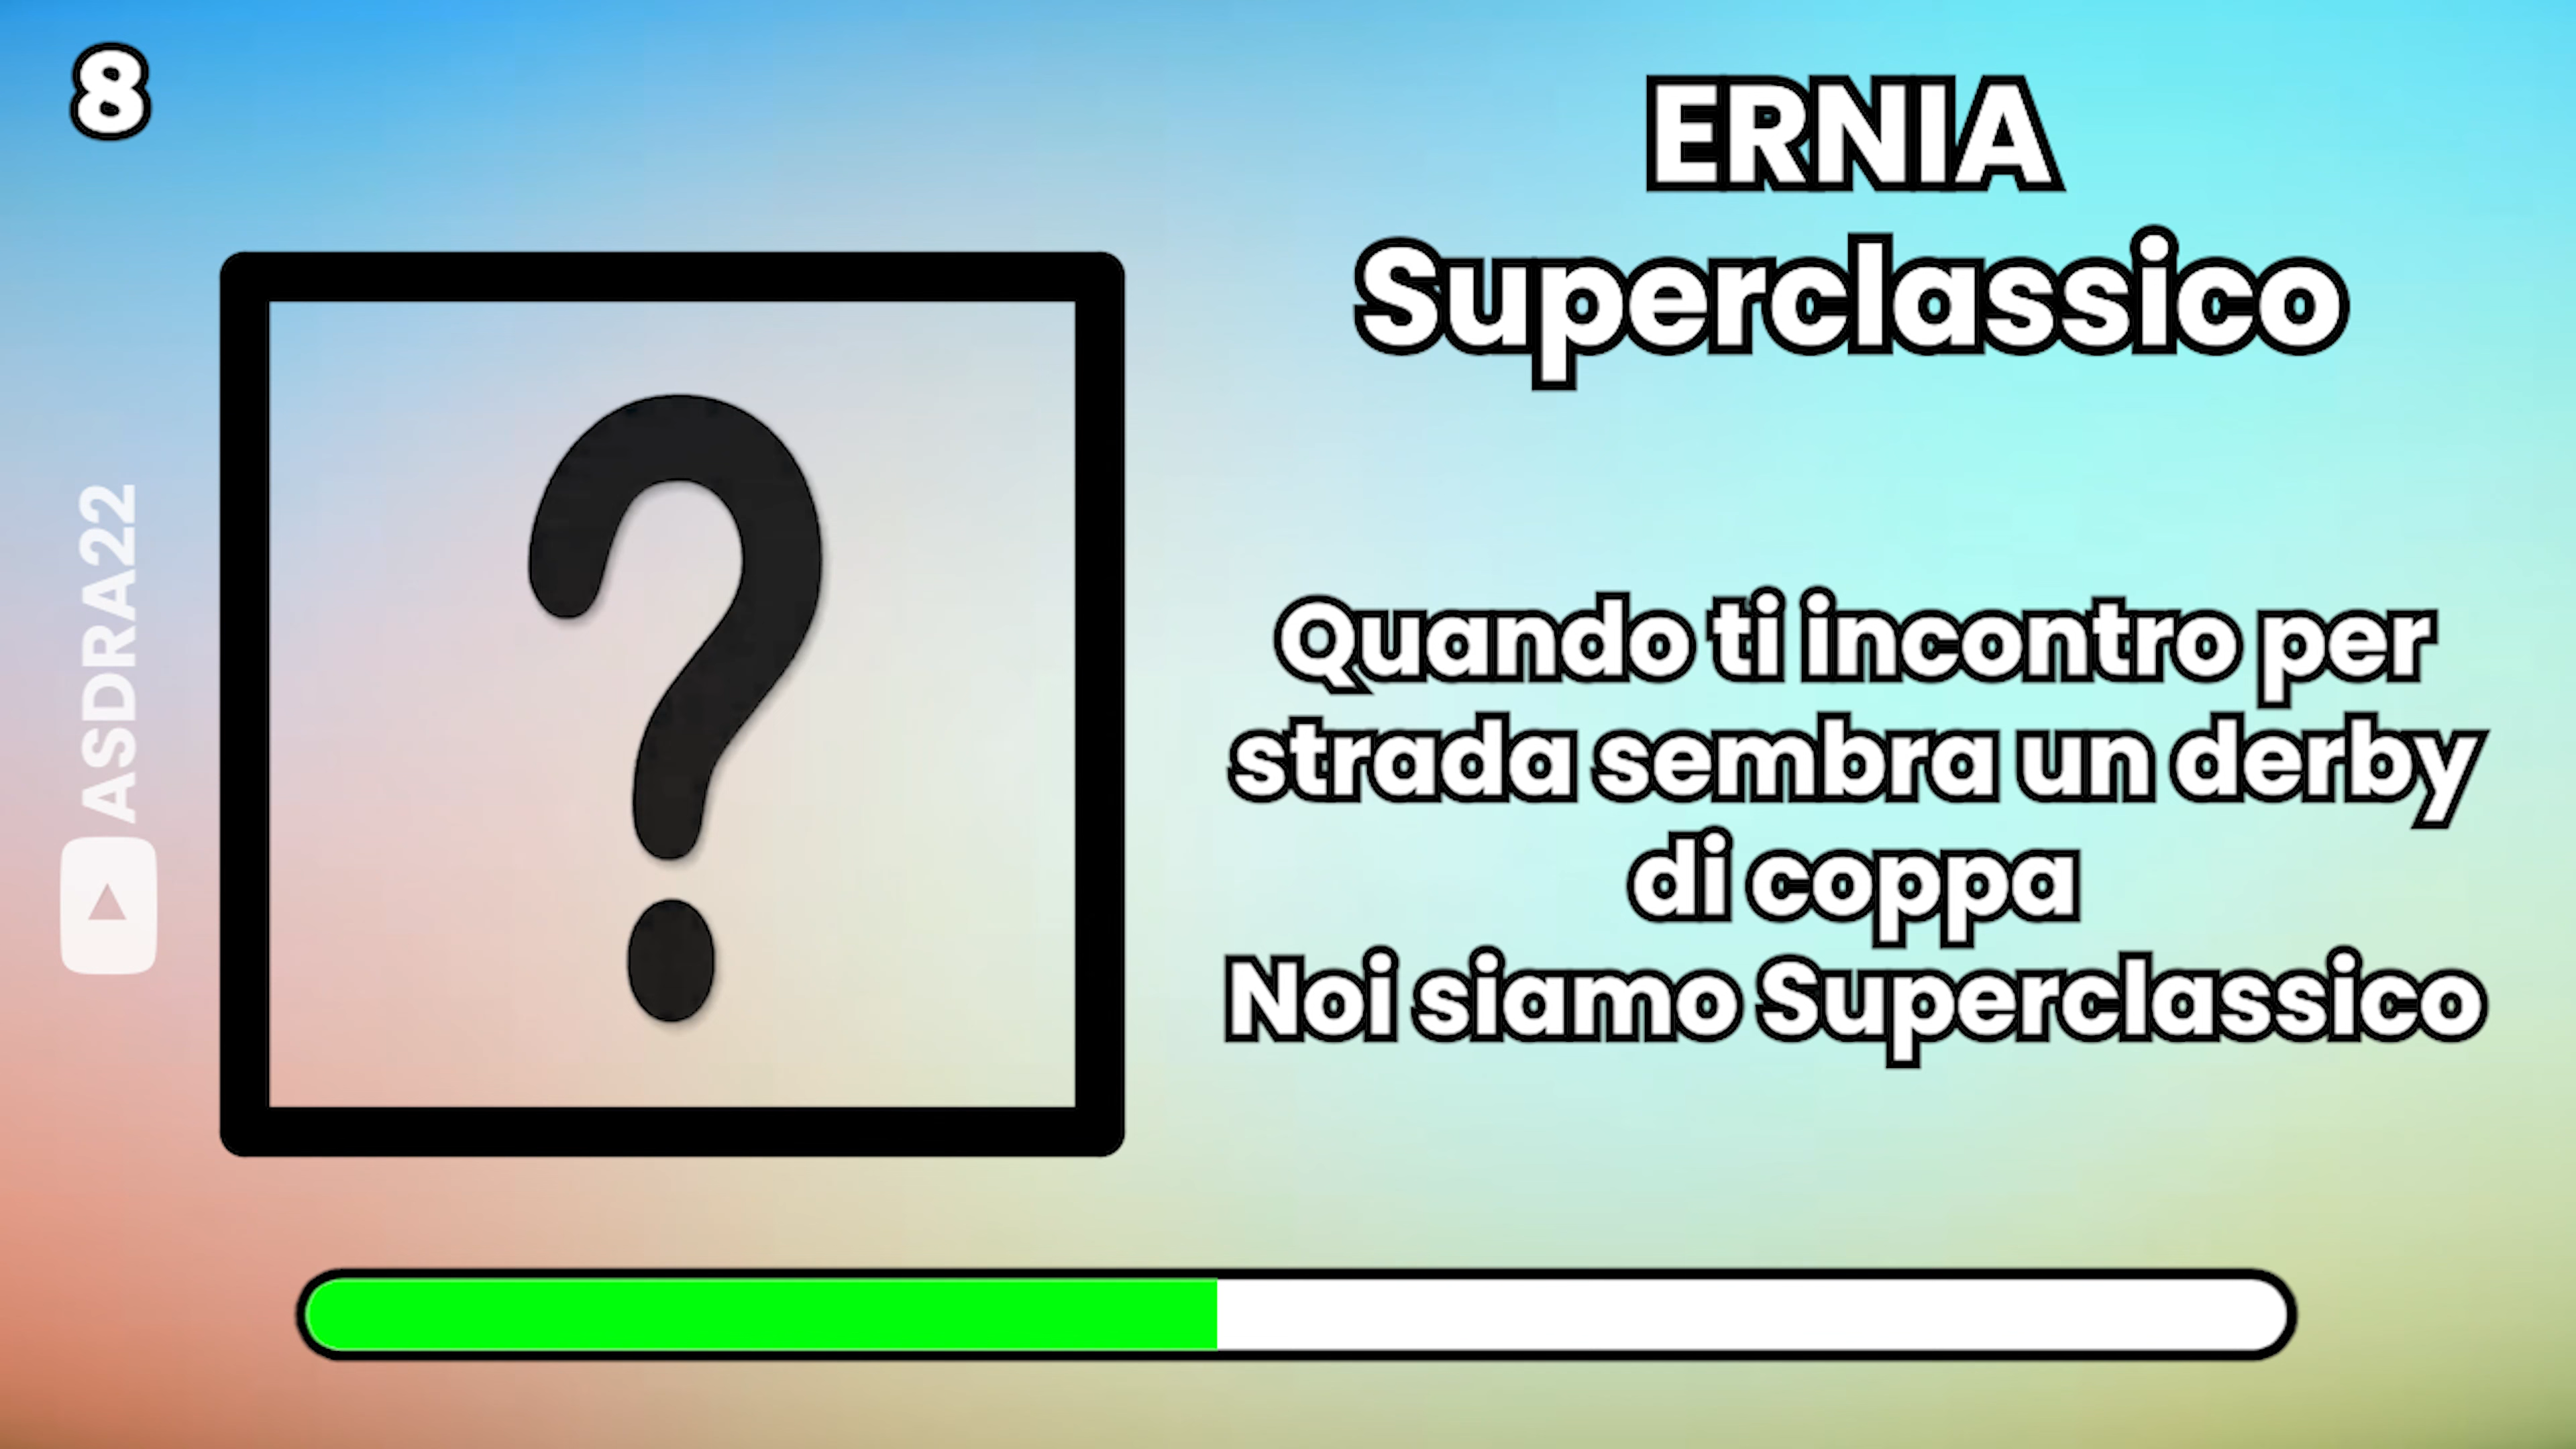 8
ERNIA
Superclassico
?
ASDRA22
Quando ti incontro per
strada sembra un derby
di coppa
Noi siamo Superclassico